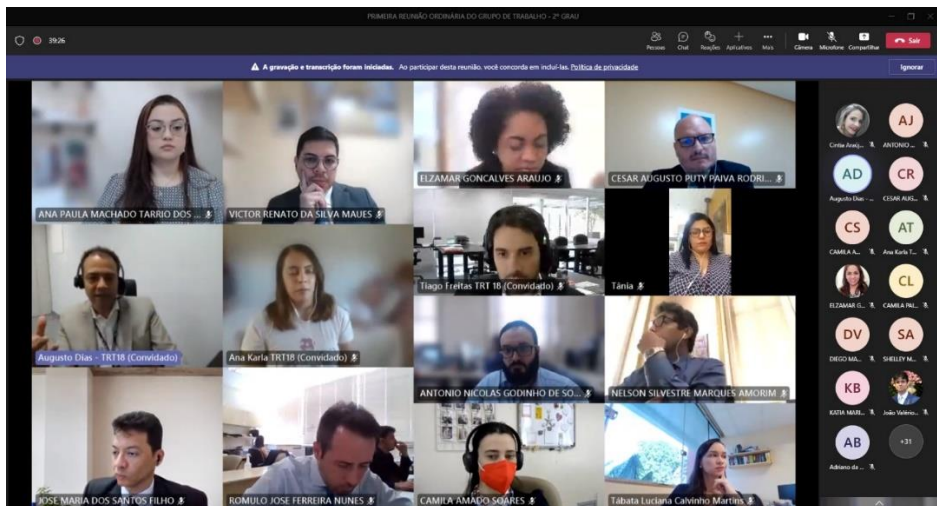 PRIMEIRA REUNIÃO ORDINÁRIA DO GRUPO DE TRABALHO - 2º GRAU
39:26
Pessoas Chat Reações Aplicativos Mais Câmera Microfone Compartilhar Sair
A gravação e transcrição foram iniciadas. Ao participar desta reunião, você concorda em incluí-las. Política de privacidade
Ignorar
ANA PAULA MACHADO TARRIO DOS ...
VICTOR RENATO DA SILVA MAUES
ELZAMAR GONCALVES ARAUJO
CESAR AUGUSTO PUTY PAIVA RODRI...
Augusto Dias - TRT18 (Convidado)
Ana Karla TRT18 (Convidado)
Tiago Freitas TRT 18 (Convidado)
Tânia
ANTONIO NICOLAS GODINHO DE SO...
NELSON SILVESTRE MARQUES AMORIM
JOSE MARIA DOS SANTOS FILHO
ROMULO JOSE FERREIRA NUNES
CAMILA AMADO SOARES
Tábata Luciana Calvinho Martins
AJ
Cintia Araúj...
ANTONIO ...
AD
CR
Augusto Dias - ...
CESAR AUG...
CS
AT
CAMILA A...
Ana Karla T...
CL
ELZAMAR G...
CAMILA PAI...
DV
SA
DIEGO MA...
SHELLEY M...
KB
KATIA MARI...
João Valério...
AB
+31
Adriano da ...